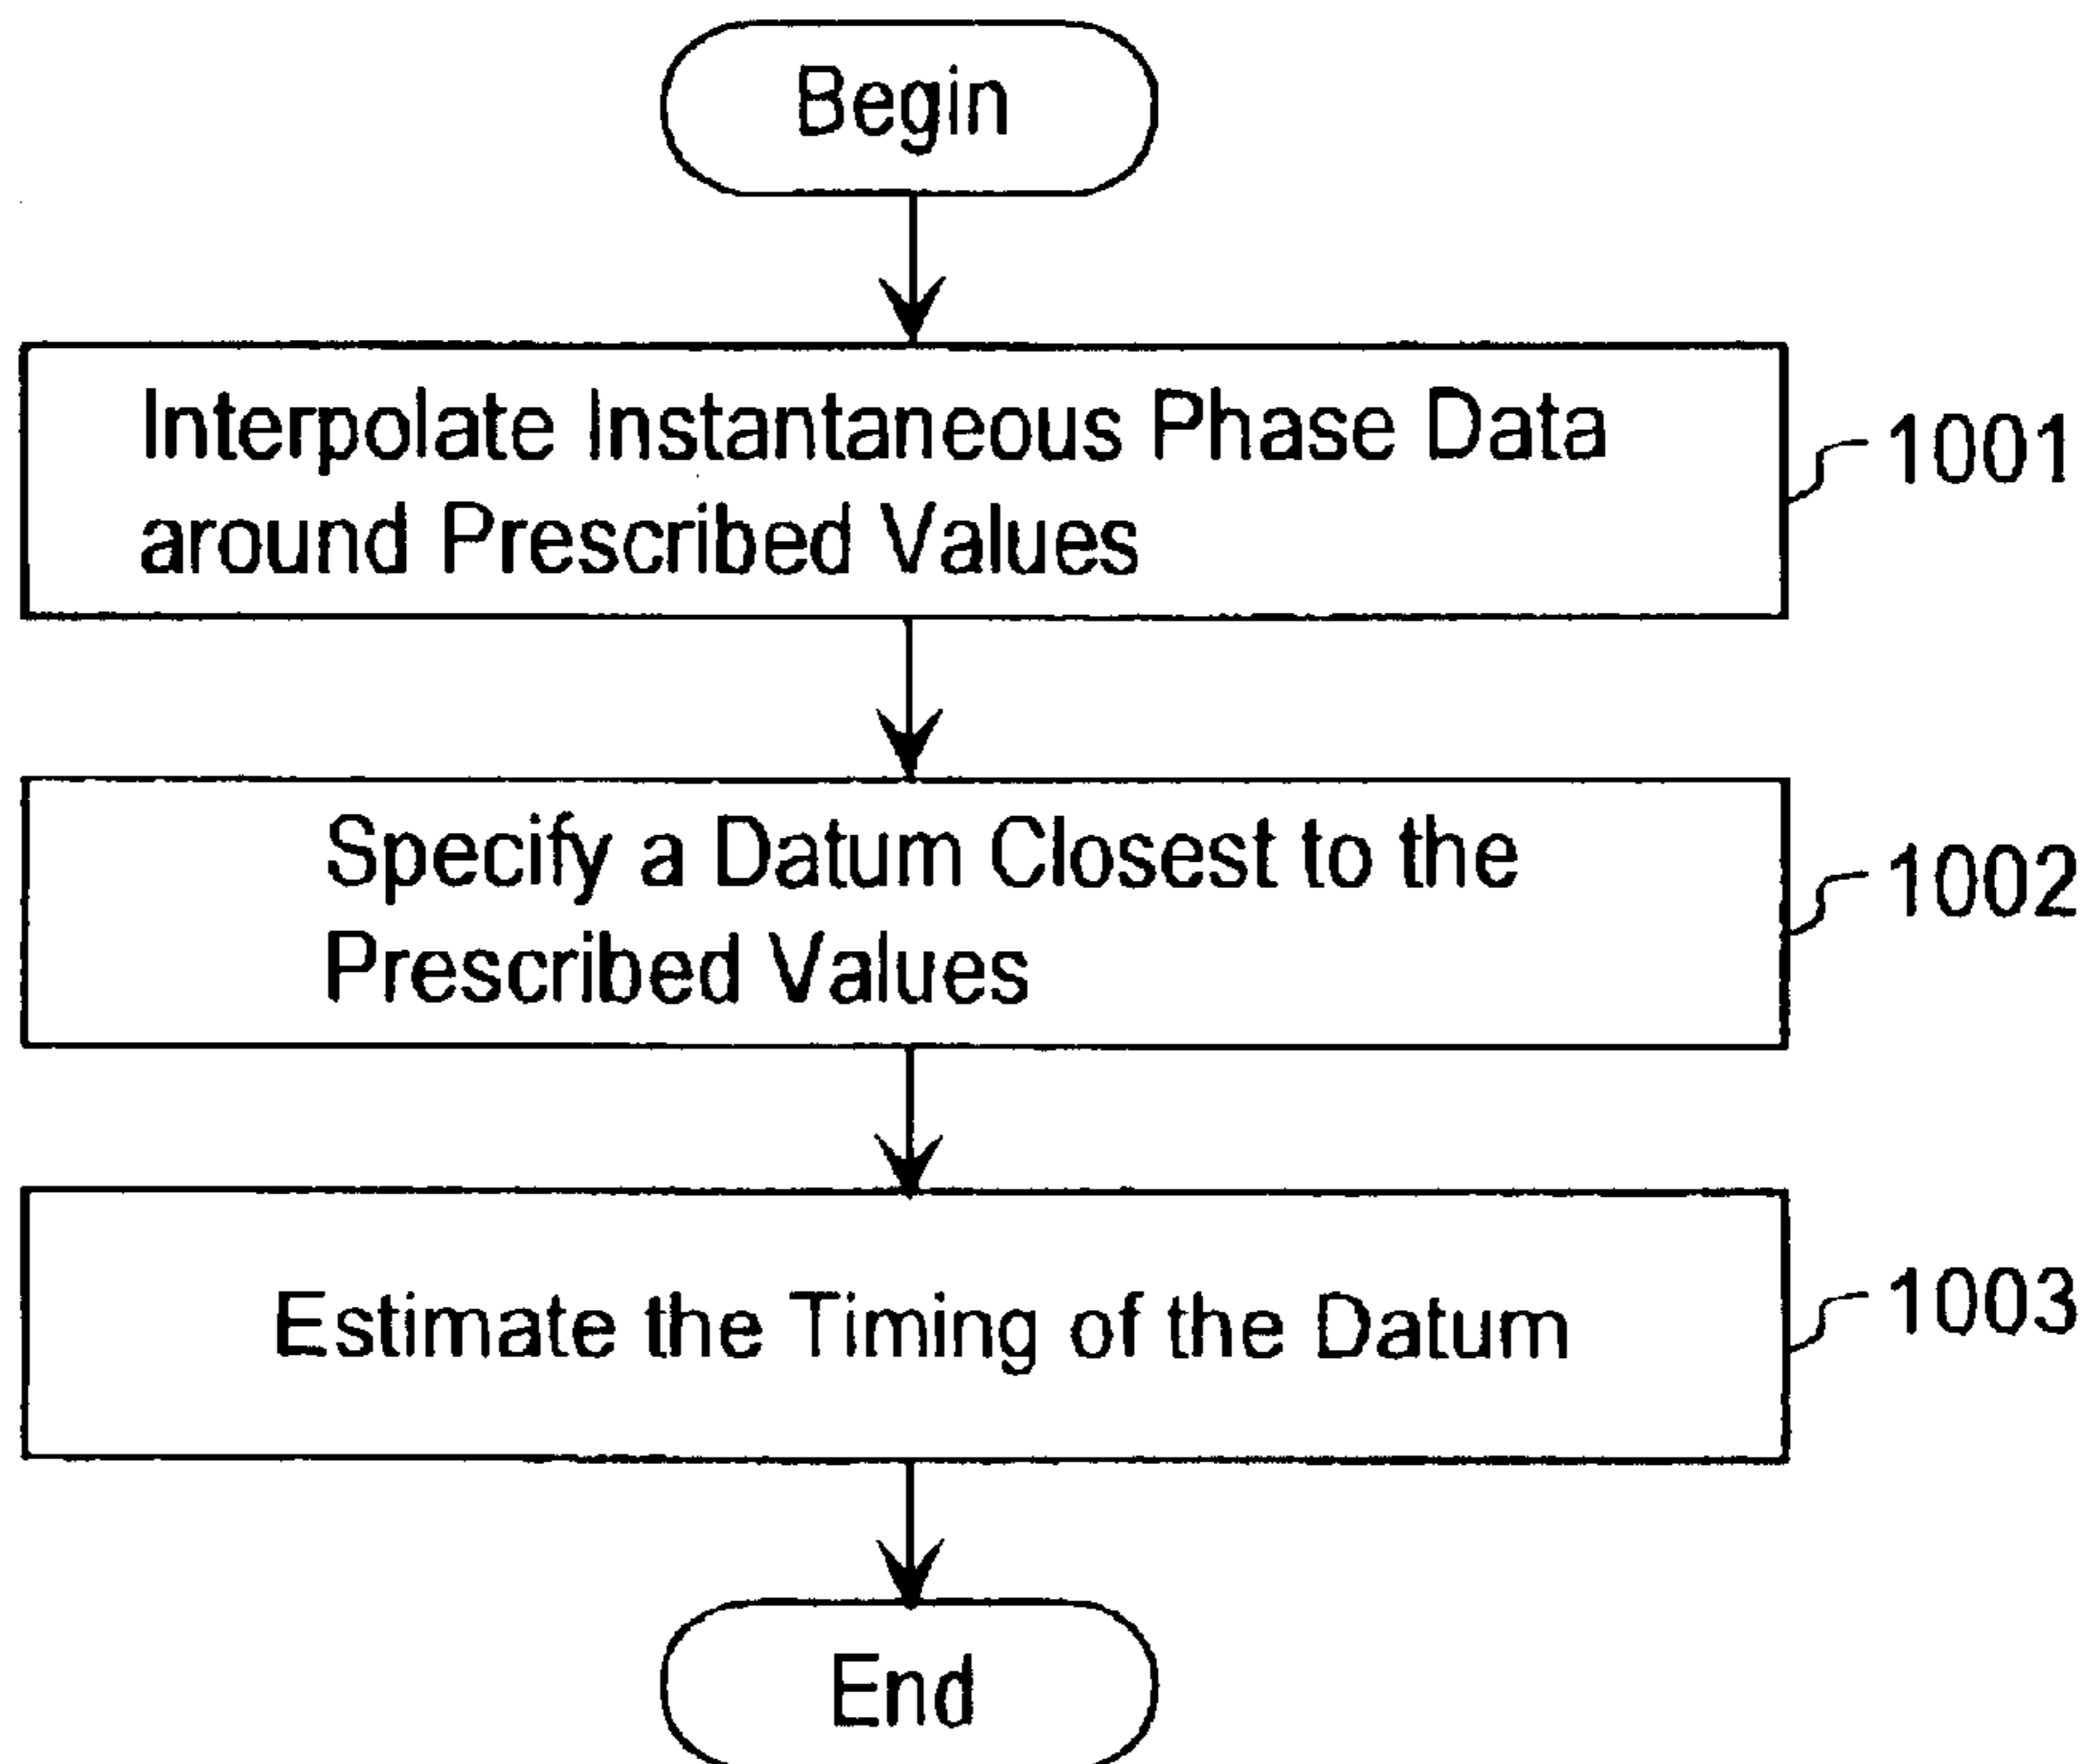 Begin
Interpolate Instantaneous Phase Data
around Prescribed Values
1001
Specify a Datum Closest to the
Prescribed Values
1002
Estimate the Timing of the Datum
1003
End